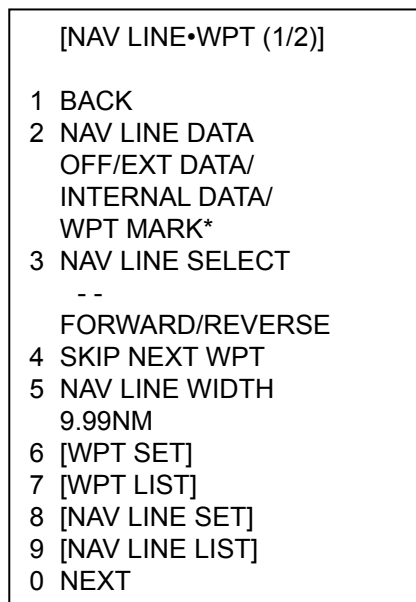 [NAV LINE•WPT (1/2)]
1 BACK
2 NAV LINE DATA
OFF/EXT DATA/
INTERNAL DATA/
WPT MARK*
3 NAV LINE SELECT
- -
FORWARD/REVERSE
4 SKIP NEXT WPT
5 NAV LINE WIDTH
9.99NM
6 [WPT SET]
7 [WPT LIST]
8 [NAV LINE SET]
9 [NAV LINE LIST]
0 NEXT